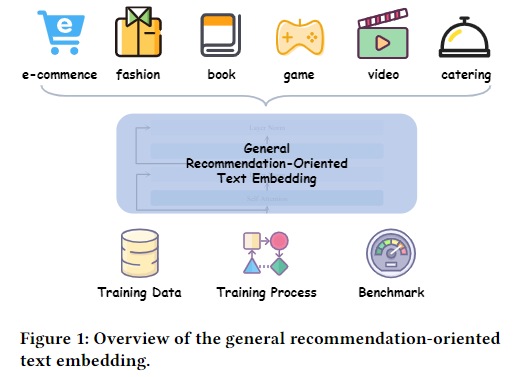 e
e-commence fashion book game video catering
General
Recommendation-Oriented
Text Embedding
Training Data Training Process Benchmark
Figure 1: Overview of the general recommendation-oriented
text embedding.